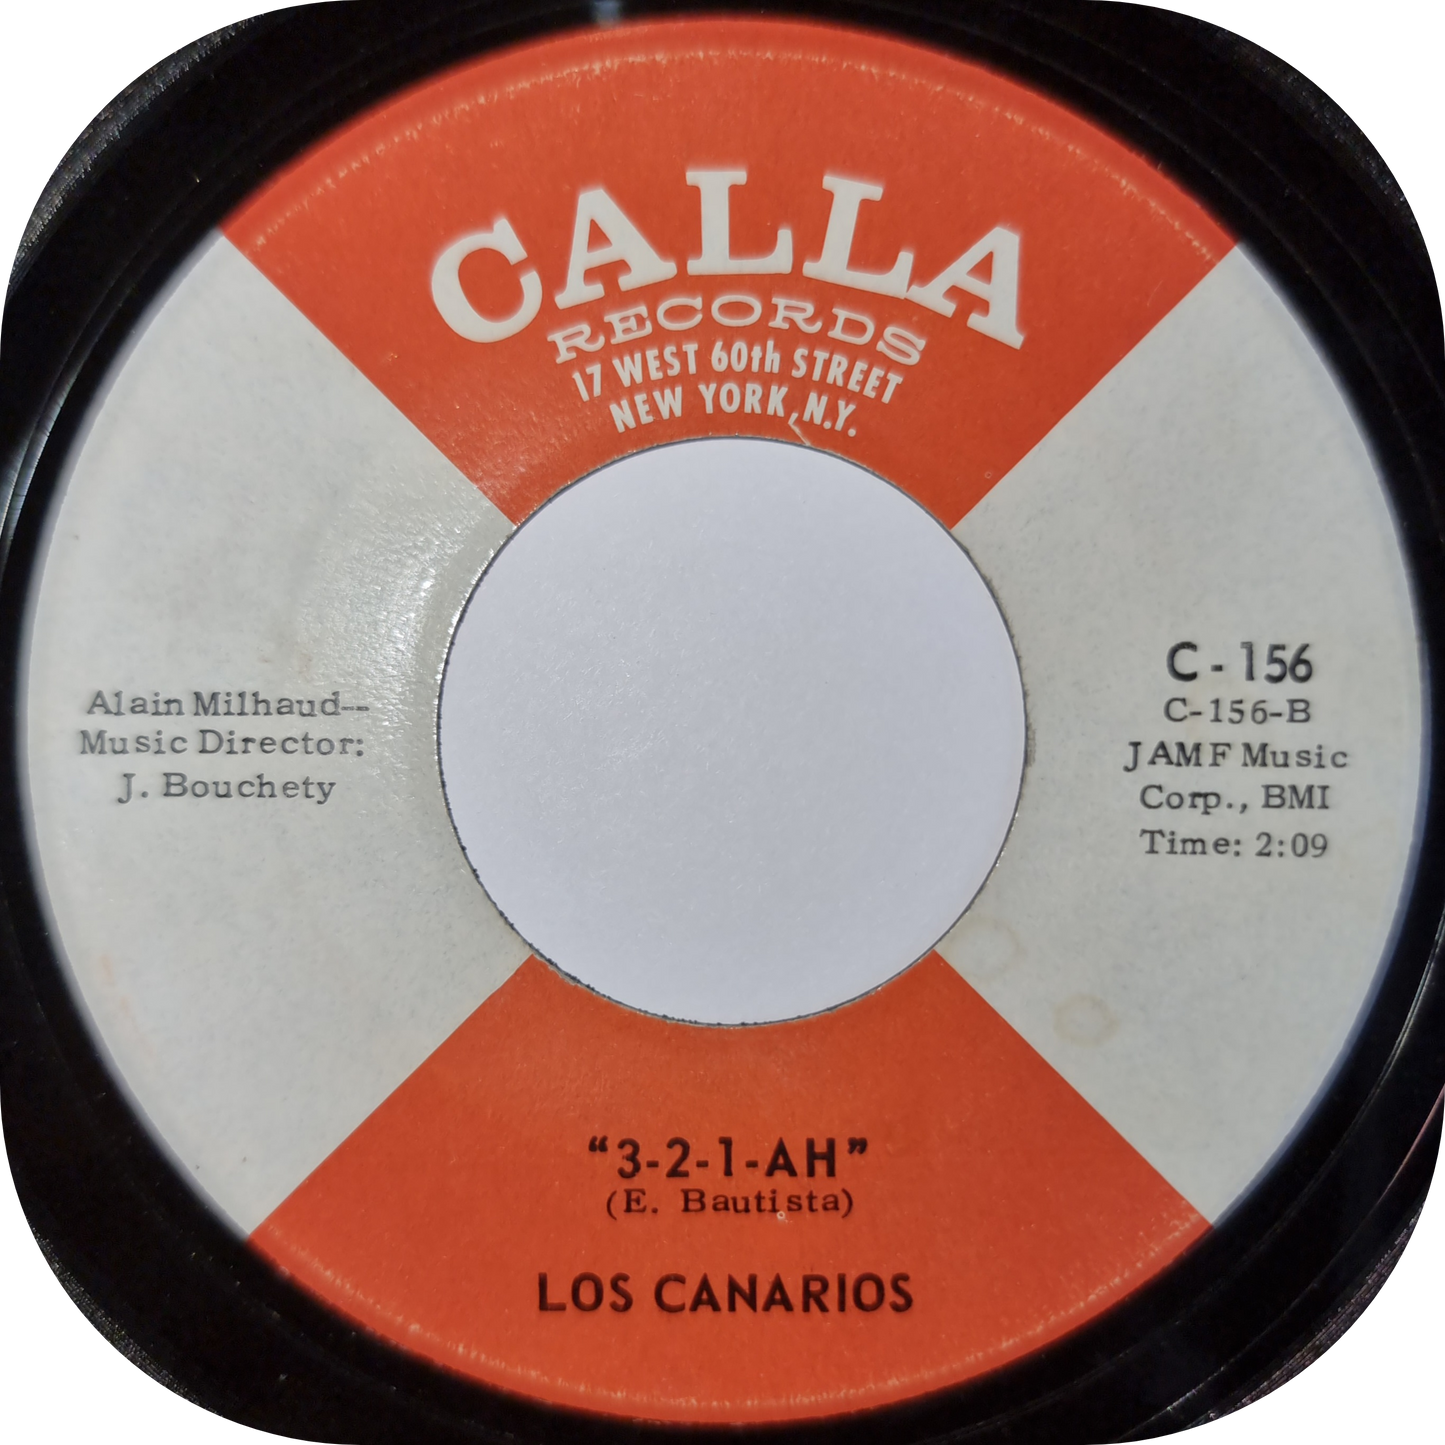 CALLA
RECORDS
17 WEST 60th STREET
NEW YORK, N.Y.
Alain Milhaud--
Music Director:
J. Bouchety
C-156
C-156-B
JAMF Music
Corp., BMI
Time: 2:09
“3-2-1-AH”
(E. Bautista)
LOS CANARIOS